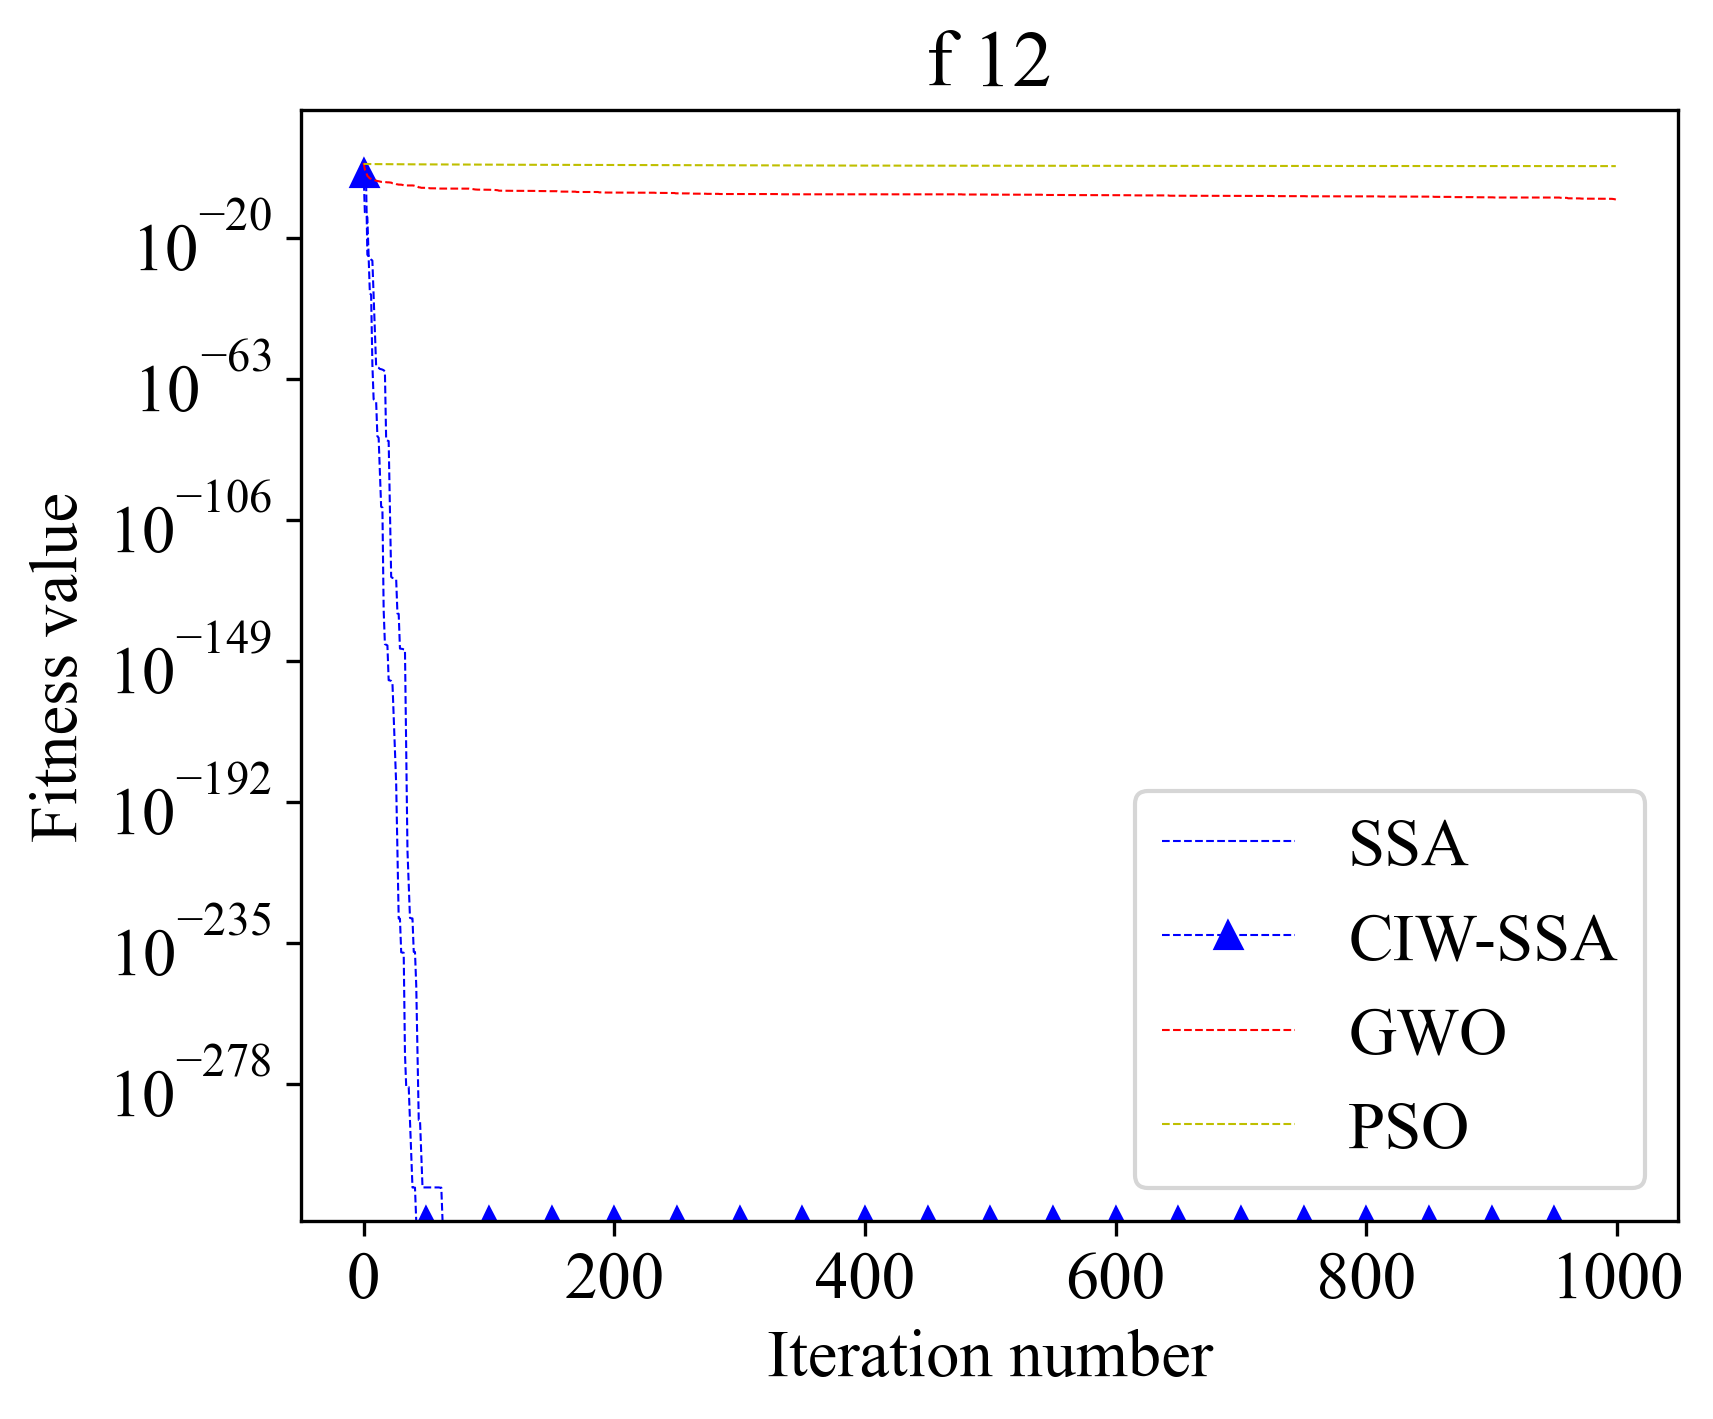 f 12
Fitness value
10^−20
10^−63
10^−106
10^−149
10^−192
10^−235
10^−278
SSA
CIW-SSA
GWO
PSO
0 200 400 600 800 1000
Iteration number